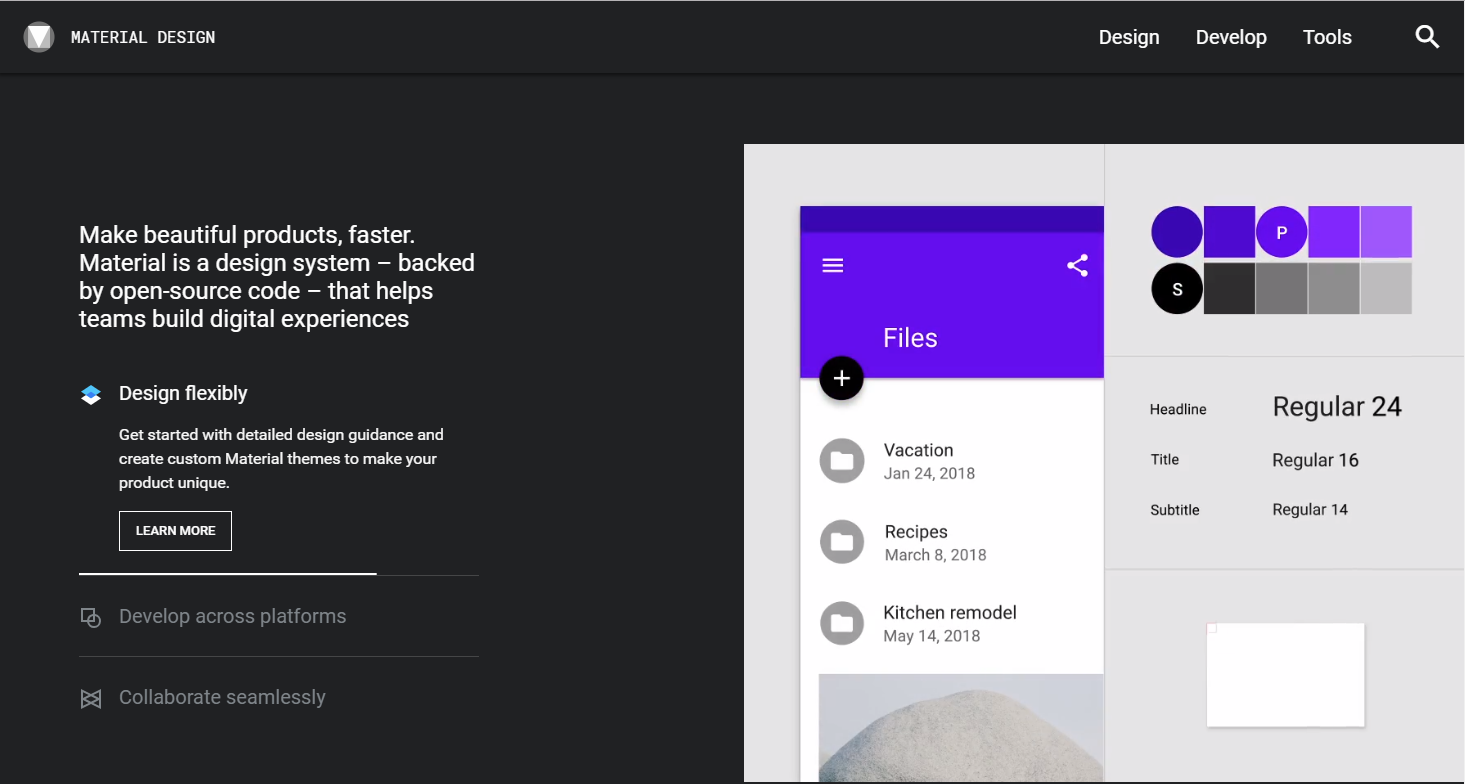 MATERIAL DESIGN
Design
Develop
Tools
Make beautiful products, faster.
Material is a design system – backed
by open-source code – that helps
teams build digital experiences
Design flexibly
Get started with detailed design guidance and
create custom Material themes to make your
product unique.
LEARN MORE
Develop across platforms
Collaborate seamlessly
Files
Vacation
Jan 24, 2018
Recipes
March 8, 2018
Kitchen remodel
May 14, 2018
P
S
Headline Regular 24
Title Regular 16
Subtitle Regular 14